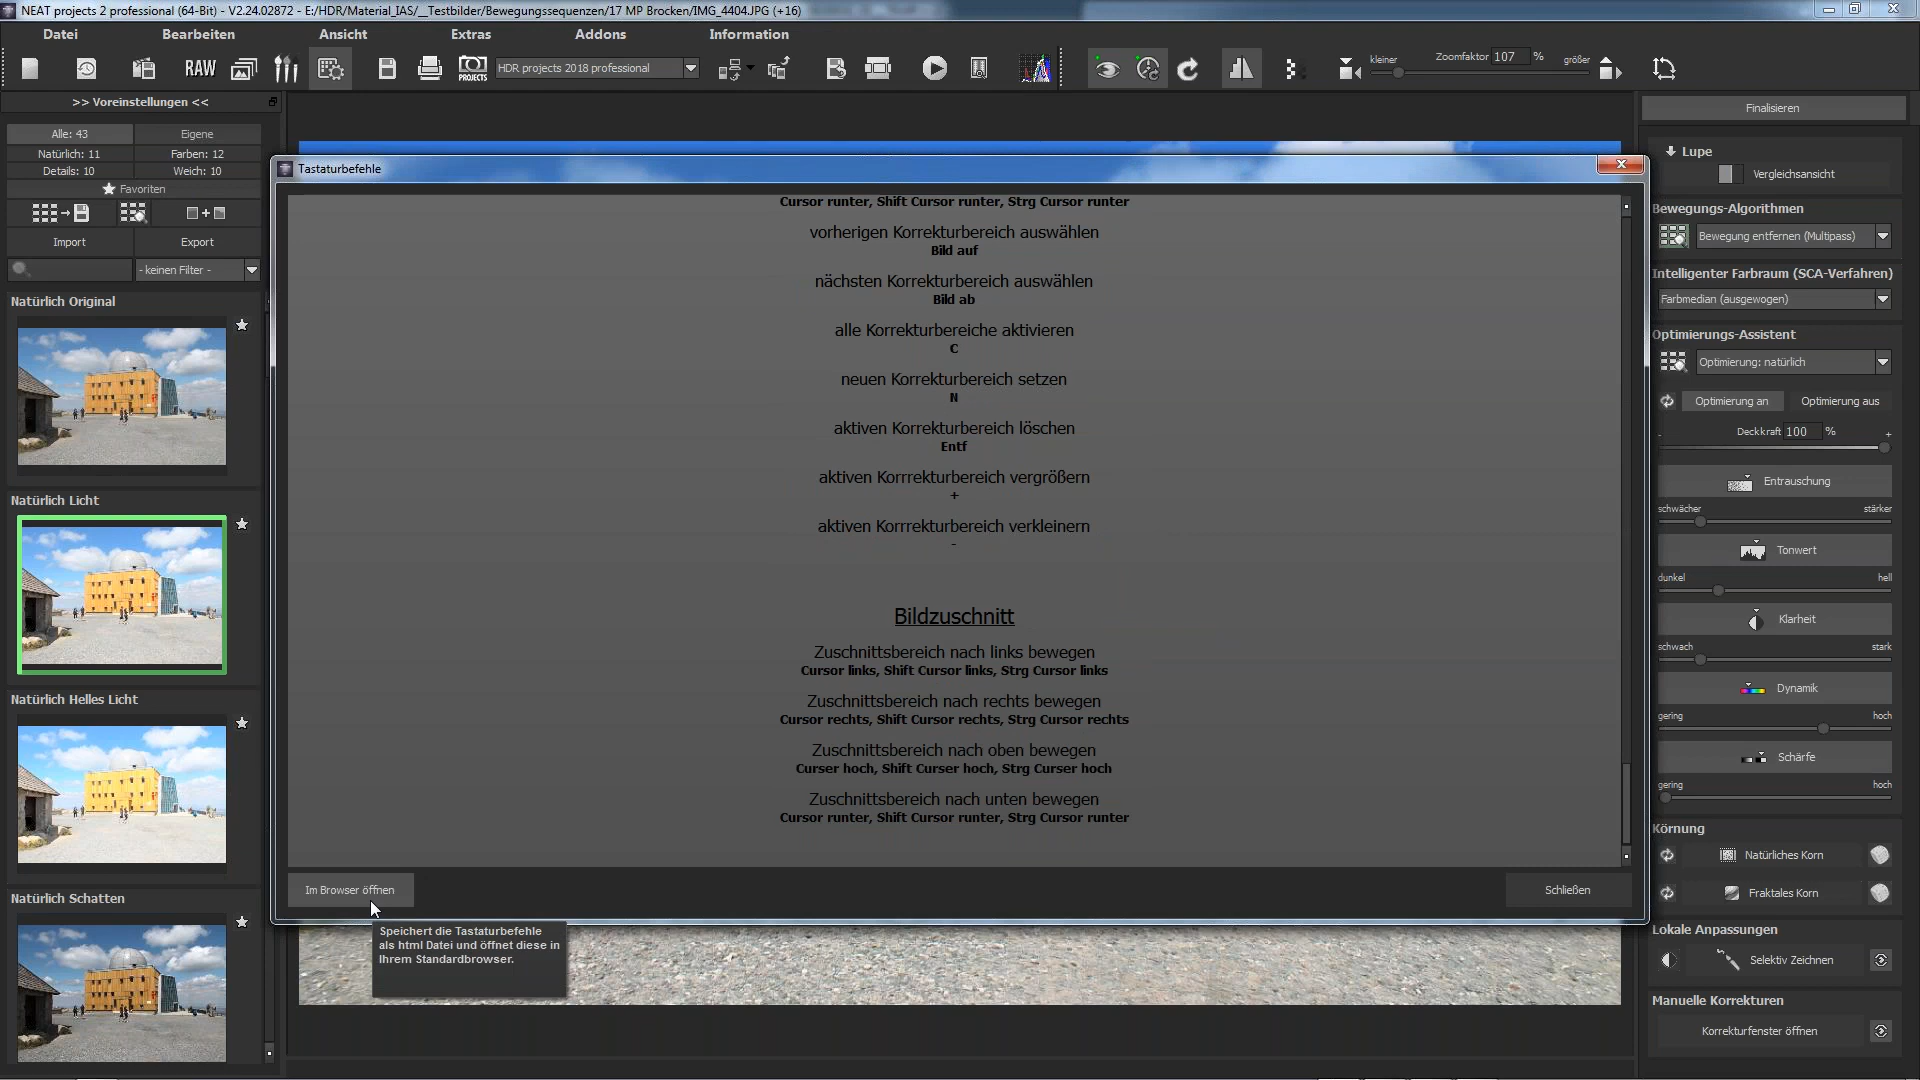 NEAT projects 2 professional (64-Bit) - V2.24.02872 - E:/HDR/Material_IAS/__Testbilder/Bewegungssequenzen/17 MP Brocken/IMG_4404.JPG (+16)
Datei Bearbeiten Ansicht Extras Addons Information
RAW
PROJECTS
HDR projects 2018 professional
kleiner
Zoomfaktor 107 %
größer
>> Voreinstellungen <<
Alle: 43 Eigene
Natürlich: 11 Farben: 12
Details: 10 Weich: 10
Favoriten
Import Export
- keinen Filter -
Natürlich Original
Natürlich Licht
Natürlich Helles Licht
Natürlich Schatten
Tastaturbefehle
Cursor runter, Shift Cursor runter, Strg Cursor runter
vorherigen Korrekturbereich auswählen
Bild auf
nächsten Korrekturbereich auswählen
Bild ab
alle Korrekturbereiche aktivieren
C
neuen Korrekturbereich setzen
N
aktiven Korrekturbereich löschen
Entf
aktiven Korrrekturbereich vergrößern
+
aktiven Korrrekturbereich verkleinern
-
Bildzuschnitt
Zuschnittsbereich nach links bewegen
Cursor links, Shift Cursor links, Strg Cursor links
Zuschnittsbereich nach rechts bewegen
Cursor rechts, Shift Cursor rechts, Strg Cursor rechts
Zuschnittsbereich nach oben bewegen
Curser hoch, Shift Curser hoch, Strg Curser hoch
Zuschnittsbereich nach unten bewegen
Cursor runter, Shift Cursor runter, Strg Cursor runter
Im Browser öffnen
Schließen
Speichert die Tastaturbefehle
als html Datei und öffnet diese in
Ihrem Standardbrowser.
Finalisieren
Lupe
Vergleichsansicht
Bewegungs-Algorithmen
Bewegung entfernen (Multipass)
Intelligenter Farbraum (SCA-Verfahren)
Farbmedian (ausgewogen)
Optimierungs-Assistent
Optimierung: natürlich
Optimierung an Optimierung aus
Deckkraft 100 %
- +
Entrauschung
schwächer stärker
Tonwert
dunkel hell
Klarheit
schwach stark
Dynamik
gering hoch
Schärfe
gering hoch
Körnung
Natürliches Korn
Fraktales Korn
Lokale Anpassungen
Selektiv Zeichnen
Manuelle Korrekturen
Korrekturfenster öffnen